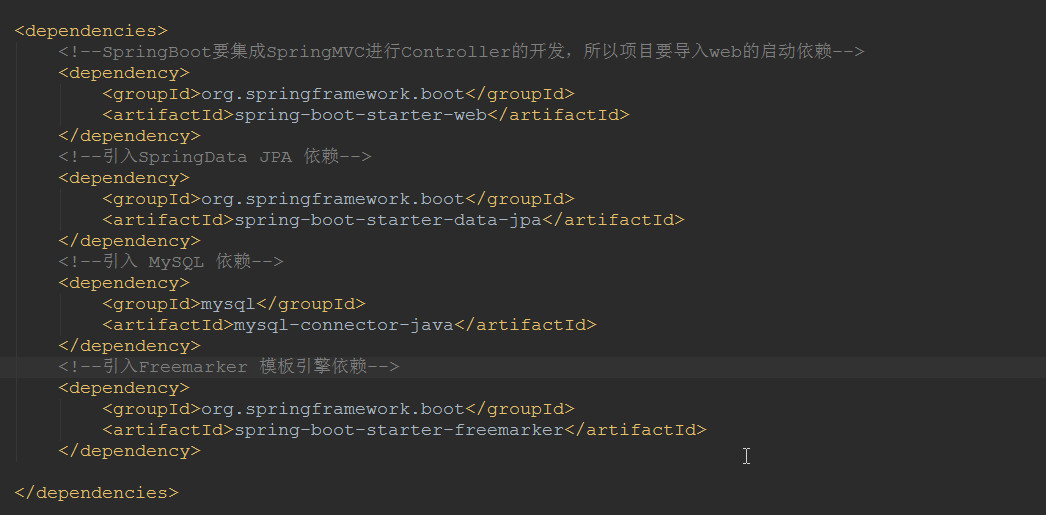 <dependencies>
<!--SpringBoot要集成SpringMVC进行Controller的开发，所以项目要导入web的启动依赖-->
<dependency>
<groupId>org.springframework.boot</groupId>
<artifactId>spring-boot-starter-web</artifactId>
</dependency>
<!--引入SpringData JPA 依赖-->
<dependency>
<groupId>org.springframework.boot</groupId>
<artifactId>spring-boot-starter-data-jpa</artifactId>
</dependency>
<!--引入 MySQL 依赖-->
<dependency>
<groupId>mysql</groupId>
<artifactId>mysql-connector-java</artifactId>
</dependency>
<!--引入Freemarker 模板引擎依赖-->
<dependency>
<groupId>org.springframework.boot</groupId>
<artifactId>spring-boot-starter-freemarker</artifactId>
</dependency>
</dependencies>